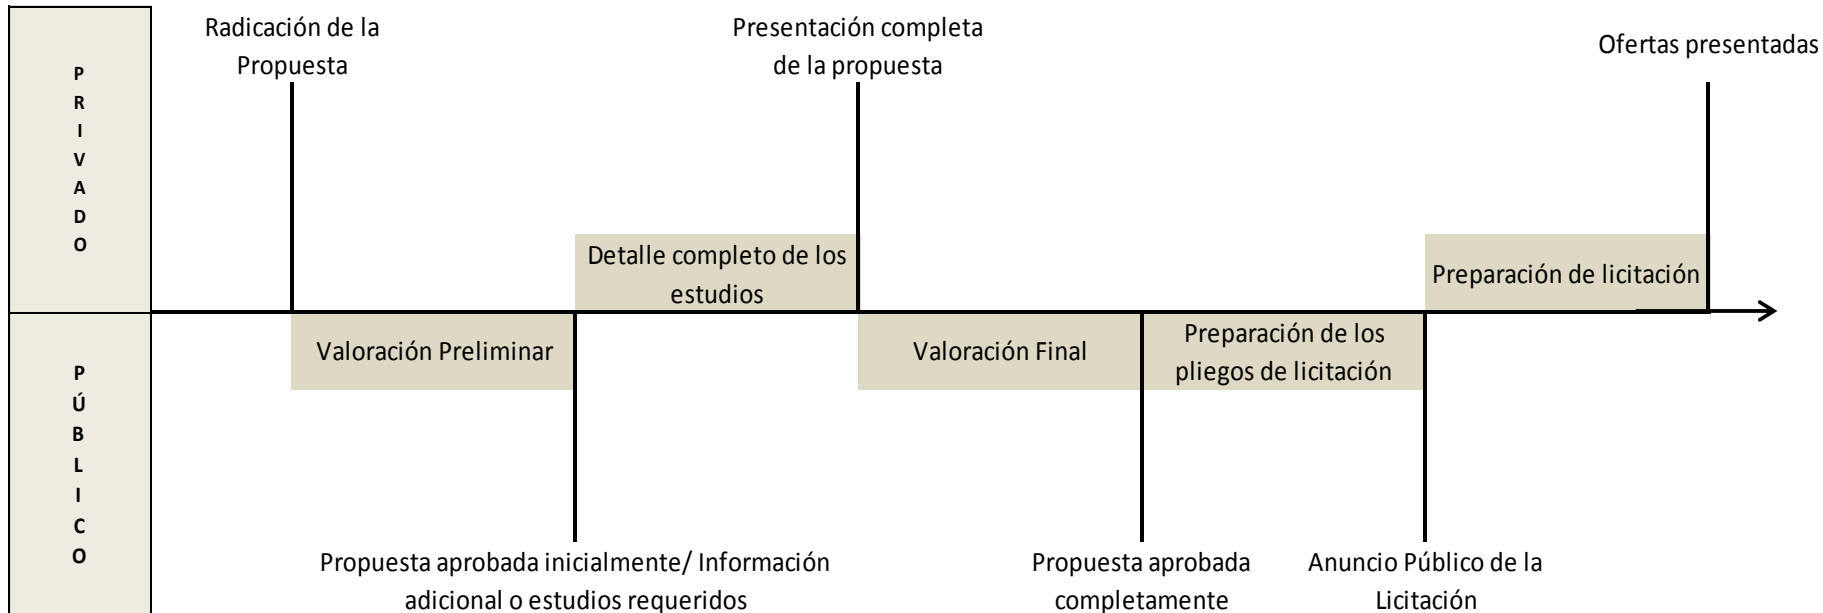 PRIVADO
Radicación de la
Propuesta
Presentación completa
de la propuesta
Ofertas presentadas
Detalle completo de los
estudios
Preparación de licitación
PÚBLICO
Valoración Preliminar
Valoración Final
Preparación de los
pliegos de licitación
Propuesta aprobada inicialmente/ Información
adicional o estudios requeridos
Propuesta aprobada
completamente
Anuncio Público de la
Licitación